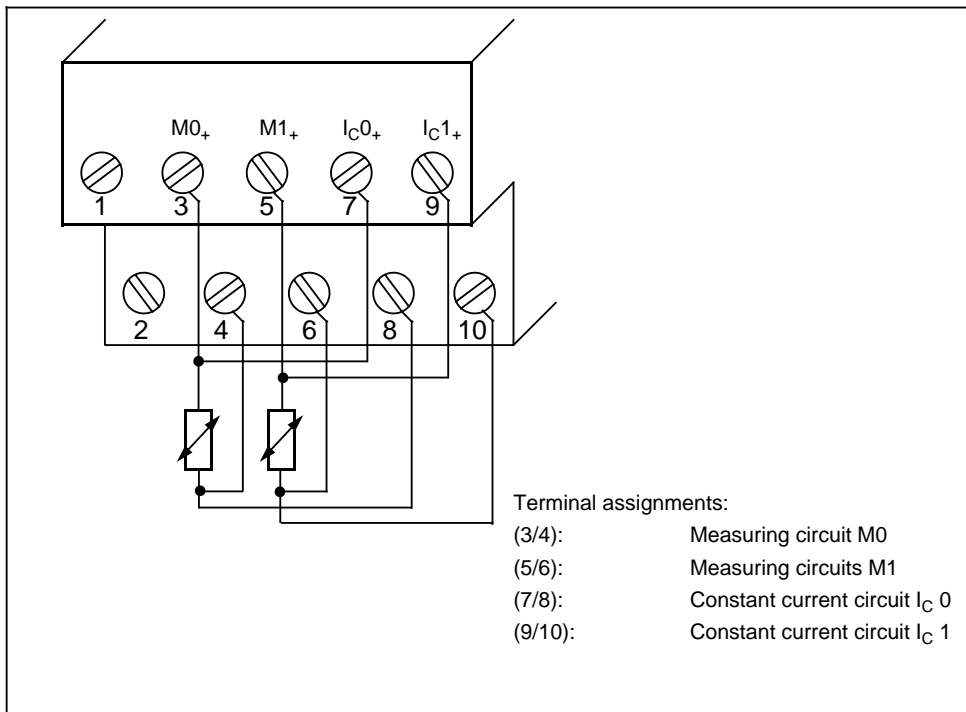 M0+ M1+ IC0+ IC1+
1 3 5 7 9
2 4 6 8 10
Terminal assignments:
(3/4): Measuring circuit M0
(5/6): Measuring circuits M1
(7/8): Constant current circuit IC 0
(9/10): Constant current circuit IC 1